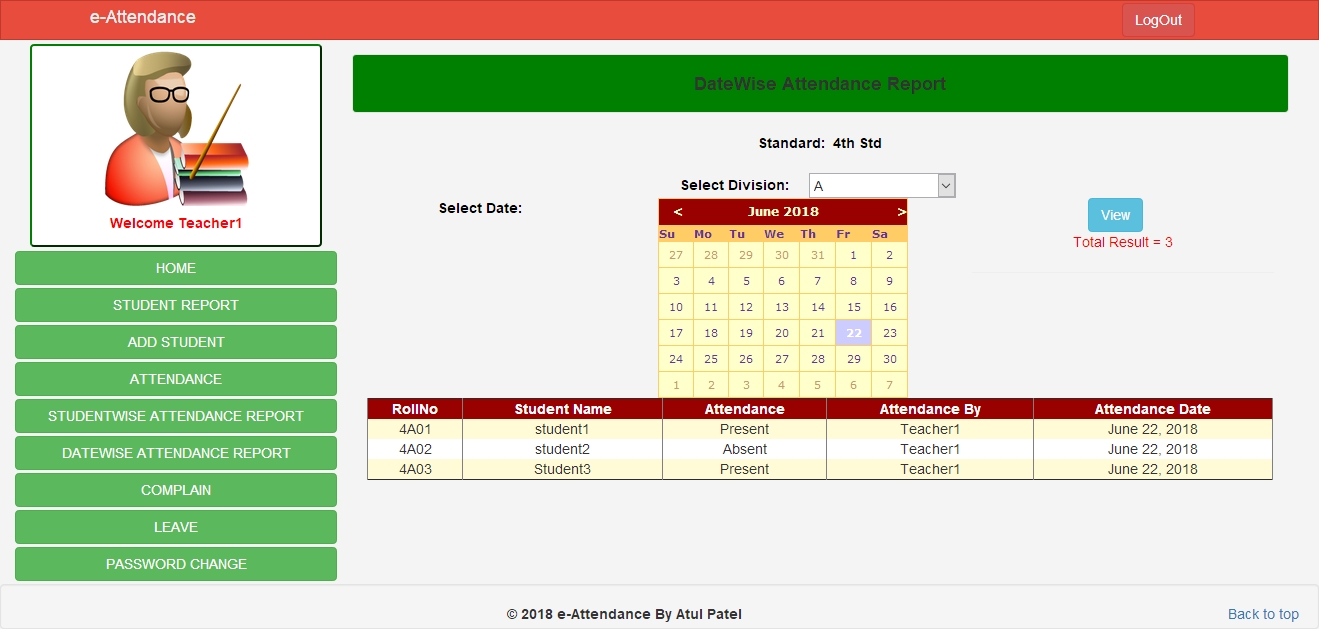 e-Attendance LogOut
Welcome Teacher1
HOME
STUDENT REPORT
ADD STUDENT
ATTENDANCE
STUDENTWISE ATTENDANCE REPORT
DATEWISE ATTENDANCE REPORT
COMPLAIN
LEAVE
PASSWORD CHANGE
DateWise Attendance Report
Standard: 4th Std
Select Division: A
Select Date:
< June 2018 >
Su Mo Tu We Th Fr Sa
27 28 29 30 31 1 2
3 4 5 6 7 8 9
10 11 12 13 14 15 16
17 18 19 20 21 22 23
24 25 26 27 28 29 30
1 2 3 4 5 6 7
View
Total Result = 3
RollNo Student Name Attendance Attendance By Attendance Date
4A01 student1 Present Teacher1 June 22, 2018
4A02 student2 Absent Teacher1 June 22, 2018
4A03 Student3 Present Teacher1 June 22, 2018
© 2018 e-Attendance By Atul Patel
Back to top